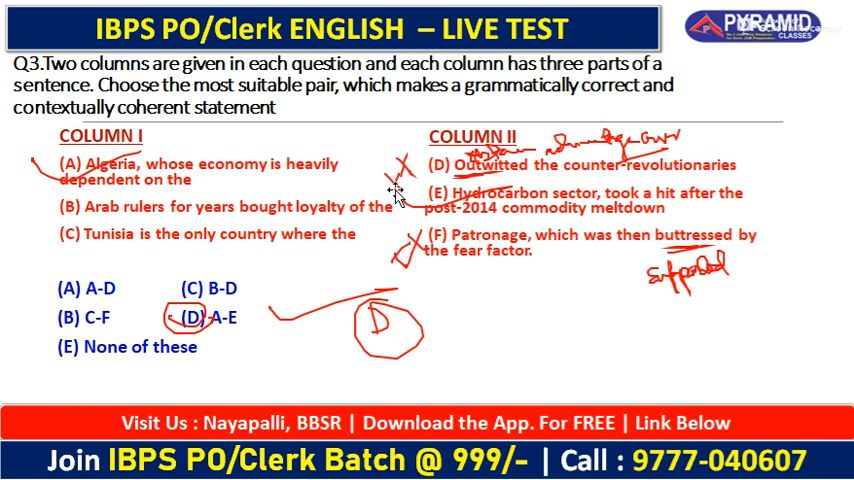 IBPS PO/Clerk ENGLISH – LIVE TEST
PYRAMID
CLASSES
Q3.Two columns are given in each question and each column has three parts of a
sentence. Choose the most suitable pair, which makes a grammatically correct and
contextually coherent statement
COLUMN I
(A) Algeria, whose economy is heavily
dependent on the
(B) Arab rulers for years bought loyalty of the
(C) Tunisia is the only country where the
COLUMN II
(D) Outwitted the counter-revolutionaries
(E) Hydrocarbon sector, took a hit after the
post-2014 commodity meltdown
(F) Patronage, which was then buttressed by
the fear factor.
supported
(A) A-D
(C) B-D
(B) C-F
(D) A-E
(E) None of these
D
Visit Us : Nayapalli, BBSR | Download the App. For FREE | Link Below
Join IBPS PO/Clerk Batch @ 999/- | Call : 9777-040607